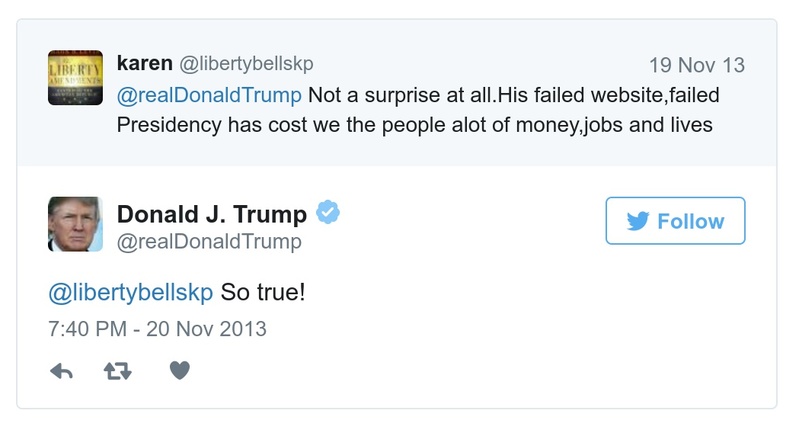 karen @libertybellskp 19 Nov 13
@realDonaldTrump Not a surprise at all.His failed website,failed
Presidency has cost we the people alot of money,jobs and lives
LIBERTY
AMENDMENTS
Donald J. Trump
@realDonaldTrump
Follow
@libertybellskp So true!
7:40 PM - 20 Nov 2013